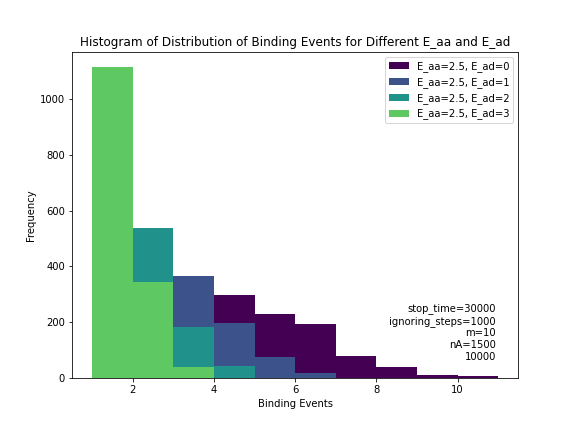 Histogram of Distribution of Binding Events for Different E_aa and E_ad
E_aa=2.5, E_ad=0
E_aa=2.5, E_ad=1
E_aa=2.5, E_ad=2
E_aa=2.5, E_ad=3
1000
800
600
400
200
0
Frequency
stop_time=30000
ignoring_steps=1000
m=10
nA=1500
10000
2 4 6 8 10
Binding Events